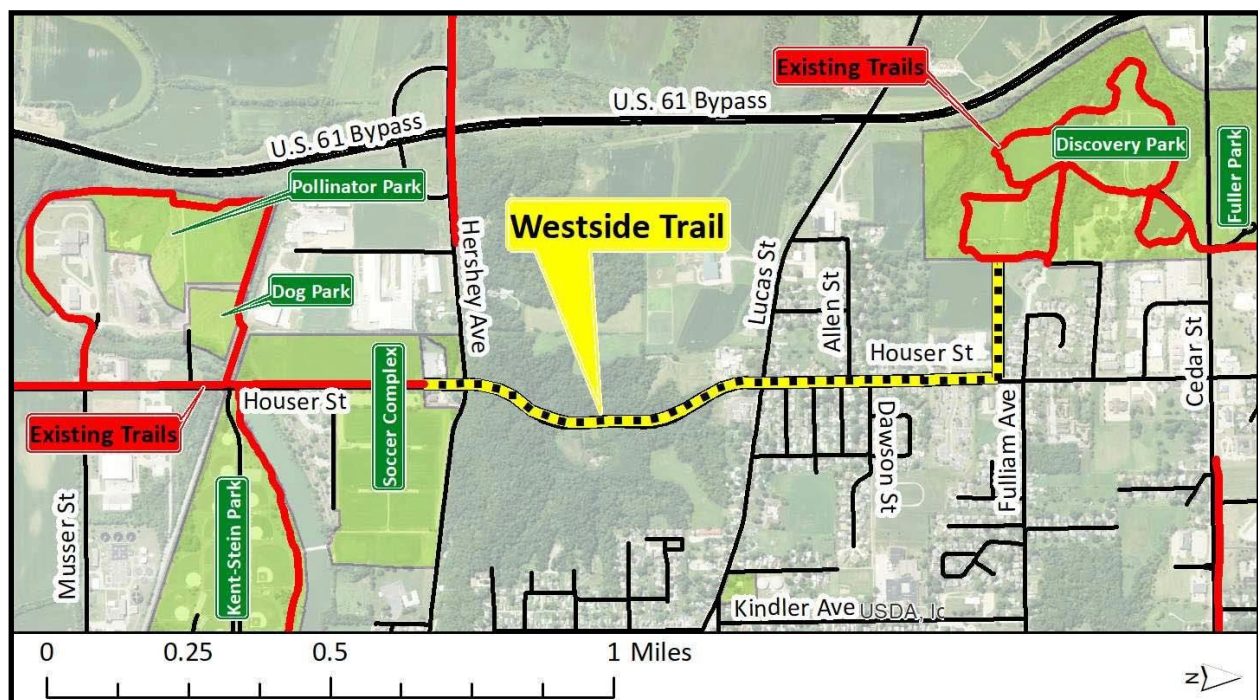 Existing Trails
U.S. 61 Bypass
U.S. 61 Bypass
Discovery Park
Fuller Park
Pollinator Park
Westside Trail
Hershey Ave
Dog Park
Lucas St
Allen St
Houser St
Cedar St
Soccer Complex
Houser St
Existing Trails
Dawson St
Fulliam Ave
Musser St
Kent-Stein Park
Kindler Ave
USDA,
0 0.25 0.5 1 Miles
N